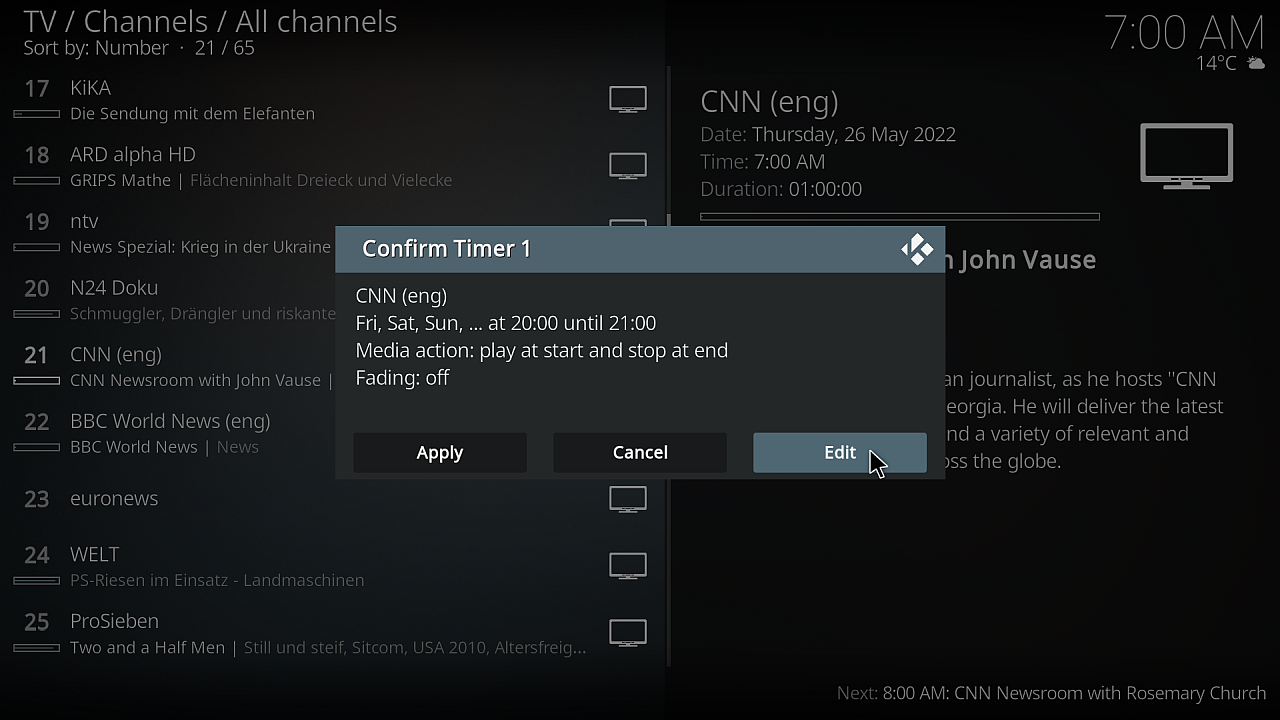 TV / Channels / All channels
Sort by: Number · 21 / 65
7:00 AM
14°C
17 KiKA
Die Sendung mit dem Elefanten
18 ARD alpha HD
GRIPS Mathe | Flächeninhalt Dreieck und Vielecke
19 ntv
News Spezial: Krieg in der Ukraine
20 N24 Doku
Schmuggler, Drängler und riskante
21 CNN (eng)
CNN Newsroom with John Vause |
22 BBC World News (eng)
BBC World News | News
23 euronews
24 WELT
PS-Riesen im Einsatz - Landmaschinen
25 ProSieben
Two and a Half Men | Still und steif, Sitcom, USA 2010, Altersfreig...
CNN (eng)
Date: Thursday, 26 May 2022
Time: 7:00 AM
Duration: 01:00:00
John Vause
an journalist, as he hosts "CNN
eorgia. He will deliver the latest
nd a variety of relevant and
oss the globe.
Confirm Timer 1
CNN (eng)
Fri, Sat, Sun, ... at 20:00 until 21:00
Media action: play at start and stop at end
Fading: off
Apply
Cancel
Edit
Next: 8:00 AM: CNN Newsroom with Rosemary Church